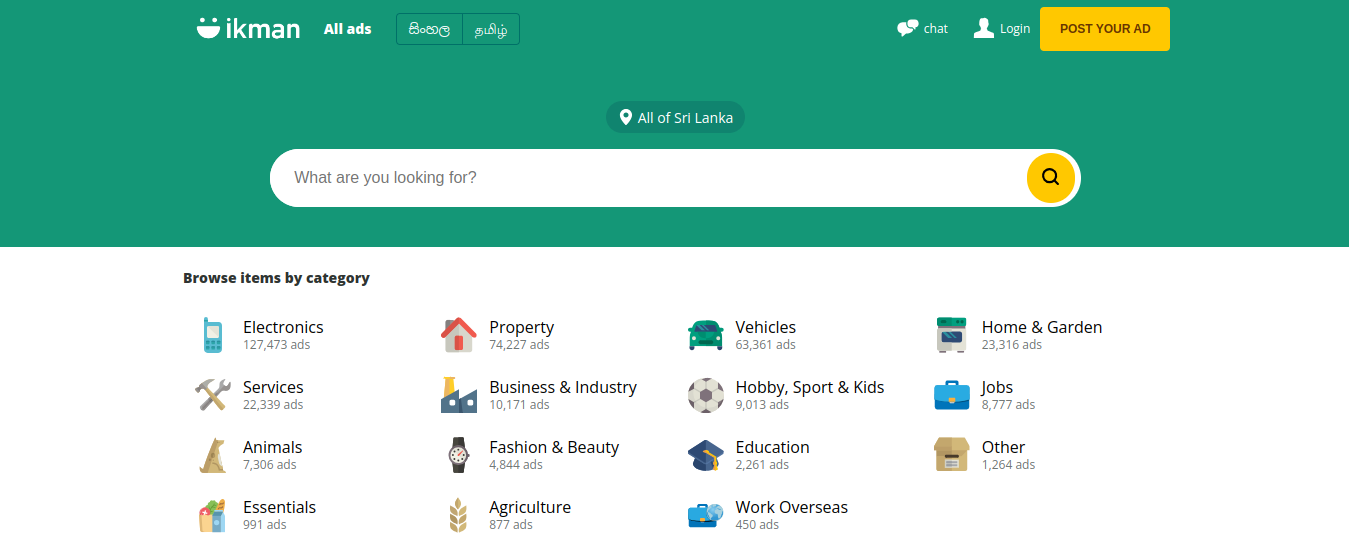 ikman All ads සිංහල தமிழ் chat Login POST YOUR AD
All of Sri Lanka
What are you looking for?
Browse items by category
Electronics Property Vehicles Home & Garden
127,473 ads 74,227 ads 63,361 ads 23,316 ads
Services Business & Industry Hobby, Sport & Kids Jobs
22,339 ads 10,171 ads 9,013 ads 8,777 ads
Animals Fashion & Beauty Education Other
7,306 ads 4,844 ads 2,261 ads 1,264 ads
Essentials Agriculture Work Overseas
991 ads 877 ads 450 ads